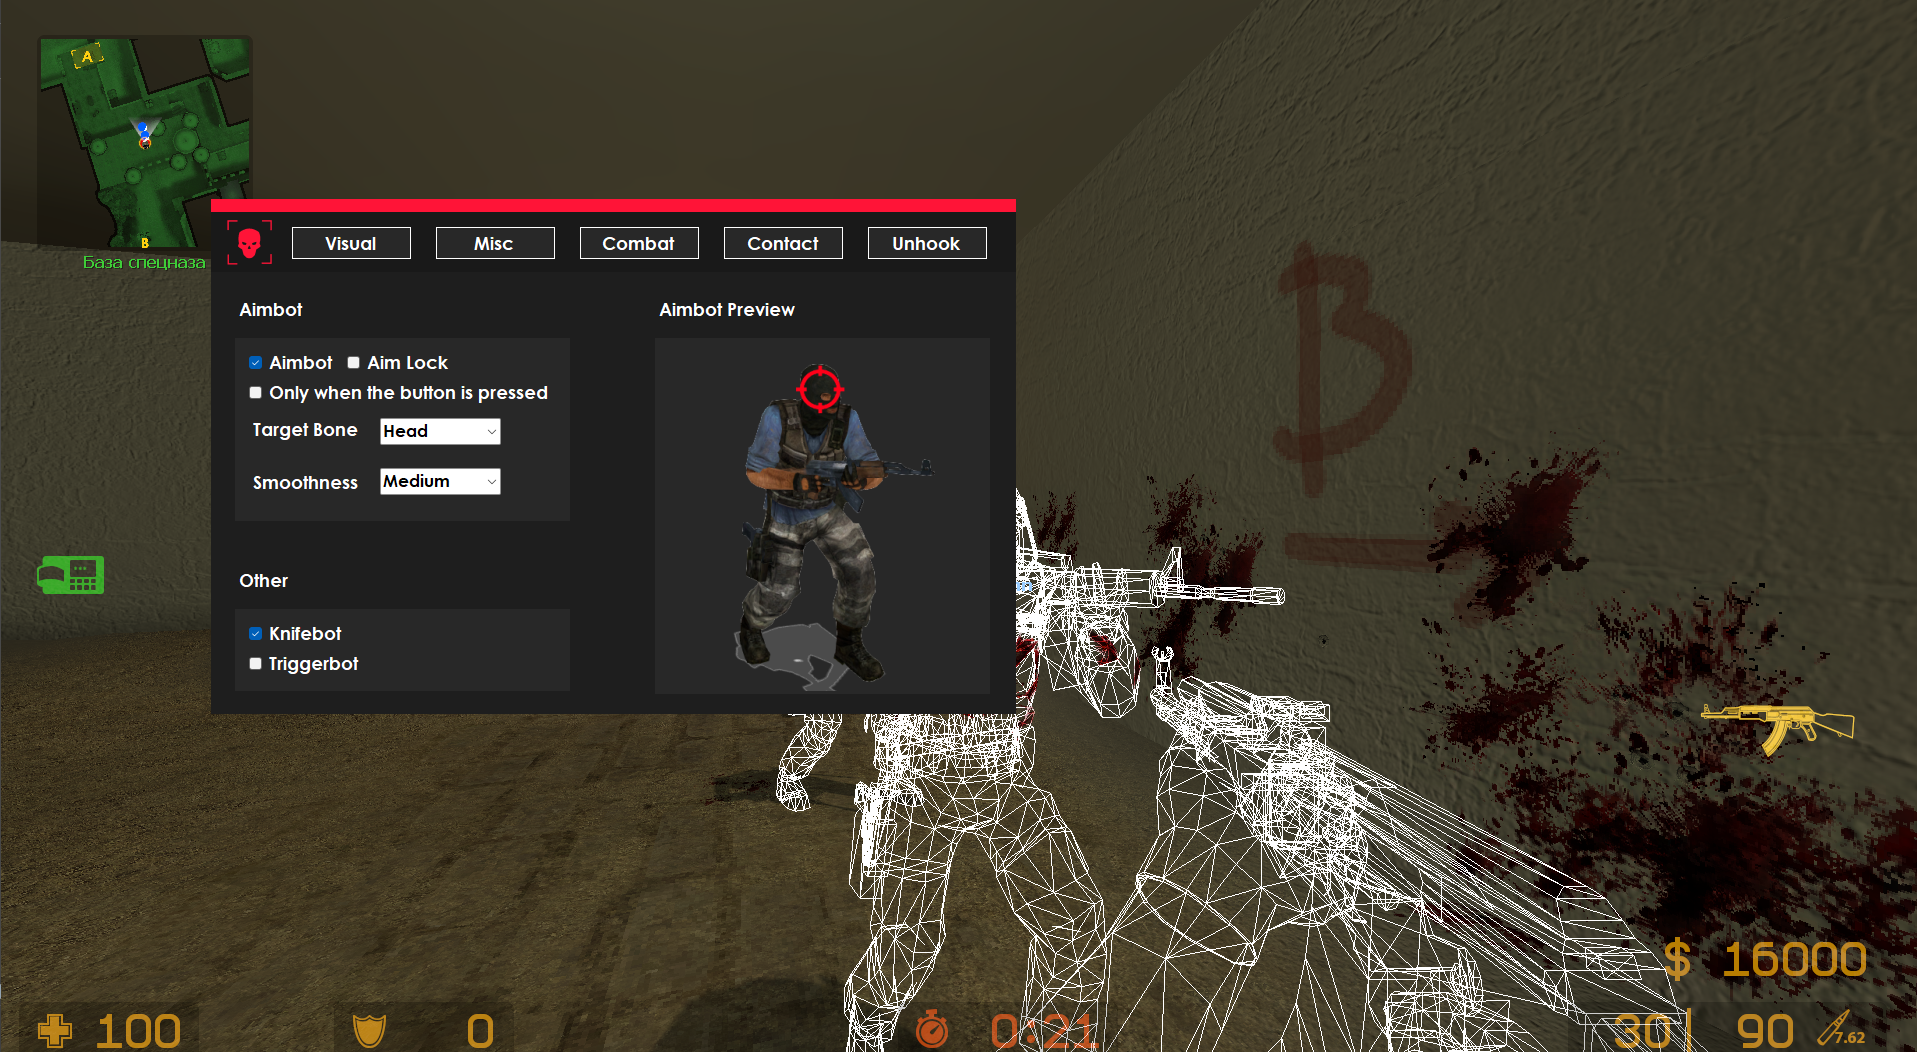 A
B
База спецназа
Visual
Misc
Combat
Contact
Unhook
Aimbot
Aimbot Aim Lock
Only when the button is pressed
Target Bone Head
Smoothness Medium
Other
Knifebot
Triggerbot
Aimbot Preview
B
$ 16000
100
0
0:21
30 90
7.62